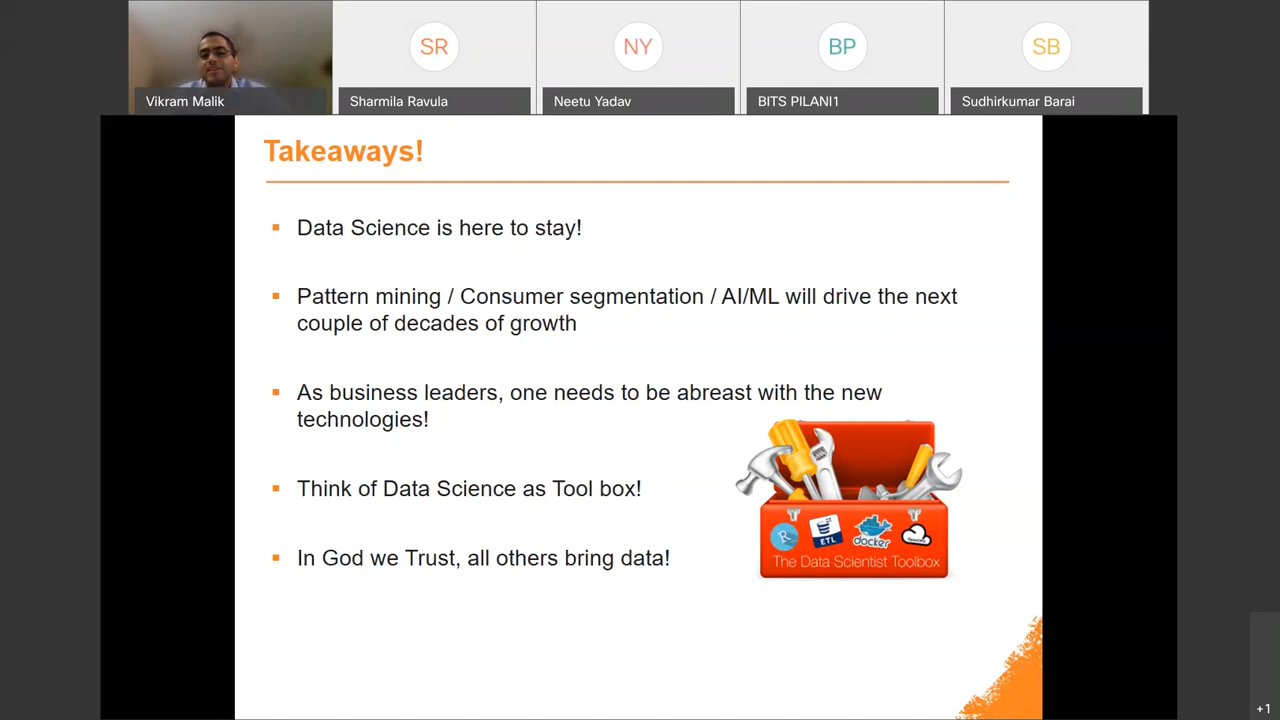 SR
NY
BP
SB
Vikram Malik
Sharmila Ravula
Neetu Yadav
BITS PILANI1
Sudhirkumar Barai
Takeaways!
Data Science is here to stay!
Pattern mining / Consumer segmentation / AI/ML will drive the next
couple of decades of growth
As business leaders, one needs to be abreast with the new
technologies!
Think of Data Science as Tool box!
In God we Trust, all others bring data!
R
ETL
docker
The Data Scientist Toolbox
+1